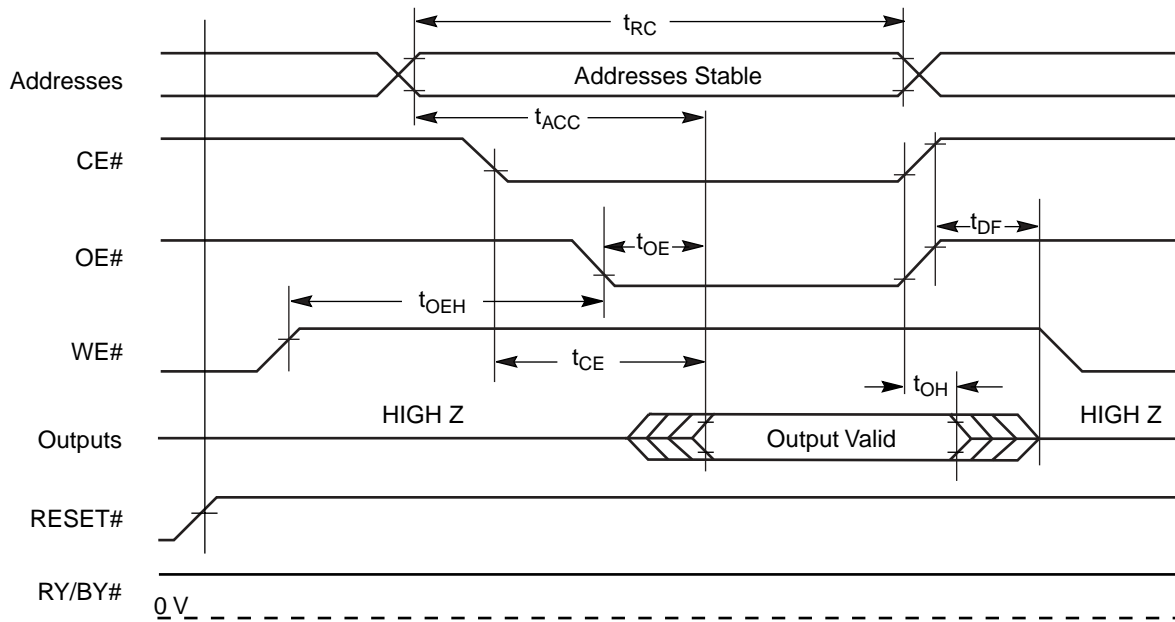 tRC
Addresses
Addresses Stable
tACC
CE#
tDF
OE#
tOE
tOEH
WE#
tCE
tOH
HIGH Z
HIGH Z
Outputs
Output Valid
RESET#
RY/BY#
0 V